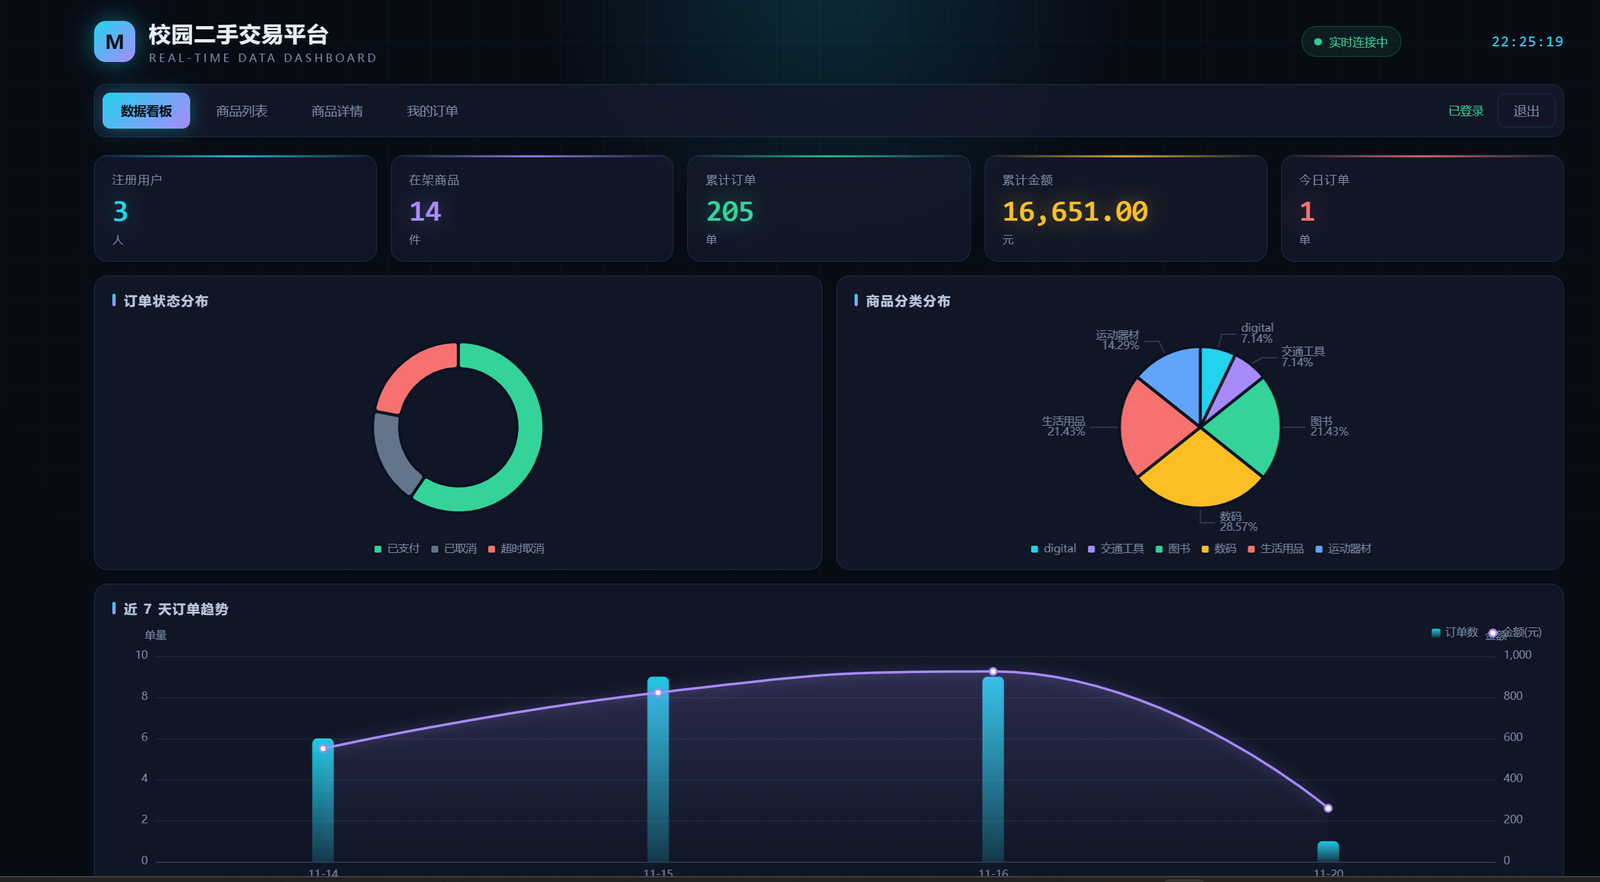 M
校园二手交易平台
REAL-TIME DATA DASHBOARD
实时连接中
22:25:19
数据看板
商品列表
商品详情
我的订单
已登录
退出
注册用户
3
人
在架商品
14
件
累计订单
205
单
累计金额
16,651.00
元
今日订单
1
单
订单状态分布
已支付
已取消
超时取消
商品分类分布
运动器材
14.29%
digital
7.14%
交通工具
7.14%
生活用品
21.43%
图书
21.43%
数码
28.57%
digital
交通工具
图书
数码
生活用品
运动器材
近 7 天订单趋势
单量
订单数
金额
金额(元)
10
8
6
4
2
0
1,000
800
600
400
200
0
11-14
11-15
11-16
11-20